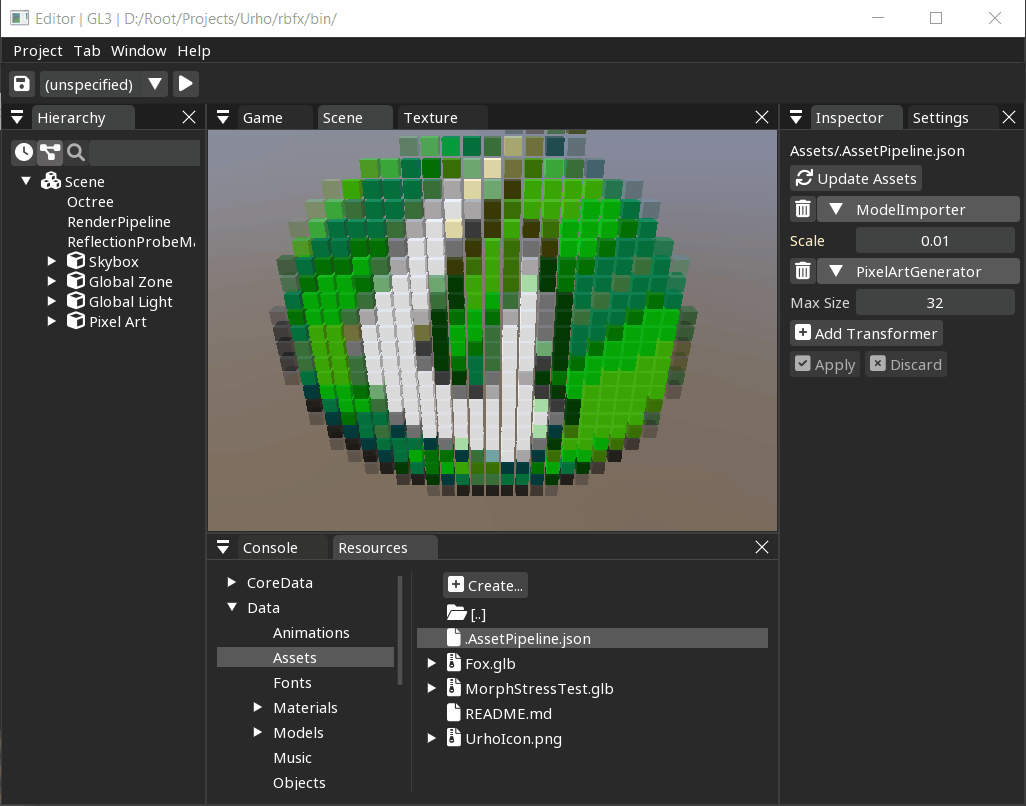 Editor | GL3 | D:/Root/Projects/Urho/rbfx/bin/
Project Tab Window Help
(unspecified)
Hierarchy
Scene
Octree
RenderPipeline
ReflectionProbeMa
Skybox
Global Zone
Global Light
Pixel Art
Game Scene Texture
Console Resources
CoreData
Data
Animations
Assets
Fonts
Materials
Models
Music
Objects
Create...
[..]
.AssetPipeline.json
Fox.glb
MorphStressTest.glb
README.md
UrhoIcon.png
Inspector Settings
Assets/.AssetPipeline.json
Update Assets
ModelImporter
Scale 0.01
PixelArtGenerator
Max Size 32
Add Transformer
Apply Discard